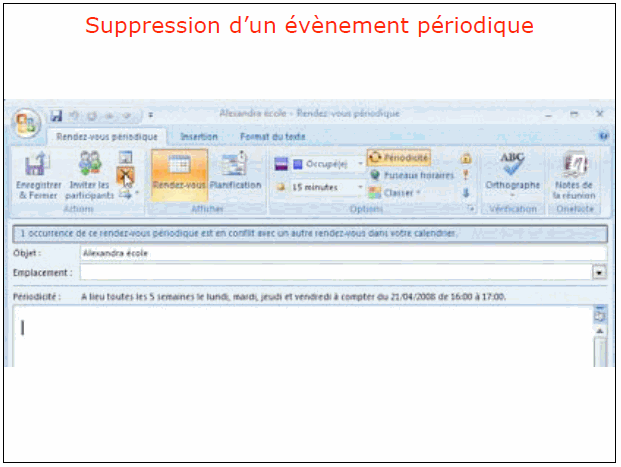 Suppression d'un évènement périodique
Alexandra école - Rendez-vous périodique
Rendez-vous périodique Insertion Format du texte
Enregistrer & Fermer
Inviter les participants
Actions
Rendez-vous Planification
Afficher
Occupé(e)
15 minutes
Périodicité
Fuseaux horaires
Classer
Options
ABC
Orthographe
Vérification
Notes de la réunion
OneNote
1 occurrence de ce rendez-vous périodique est en conflit avec un autre rendez-vous dans votre calendrier.
Objet : Alexandra école
Emplacement :
Périodicité : A lieu toutes les 5 semaines le lundi, mardi, jeudi et vendredi à compter du 21/04/2008 de 16:00 à 17:00.